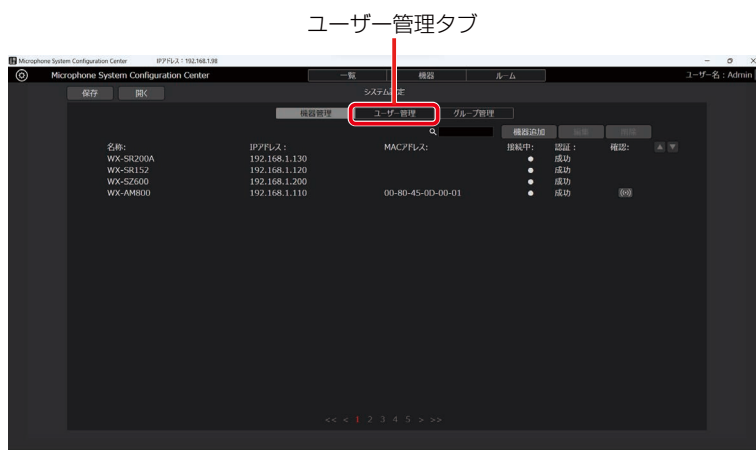 ユーザー管理タブ
Microphone System Configuration Center IPアドレス：192.168.1.98
Microphone System Configuration Center 一覧 機器 ルーム ユーザー名：Admin
保存 開く システム設定
機器管理 ユーザー管理 グループ管理
機器追加 編集 削除
名称： IPアドレス： MACアドレス： 接続中： 認証： 確認：
WX-SR200A 192.168.1.130 成功
WX-SR152 192.168.1.120 成功
WX-SZ600 192.168.1.200 成功
WX-AM800 192.168.1.110 00-80-45-0D-00-01 成功
<< < 1 2 3 4 5 > >>